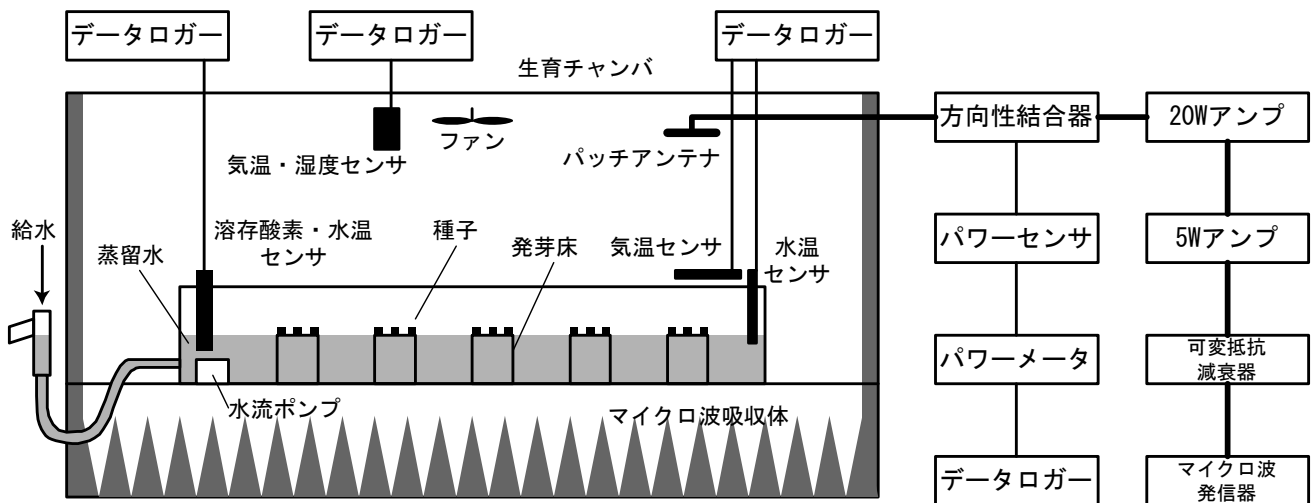 データロガー
データロガー
データロガー
生育チャンバ
方向性結合器
20Wアンプ
ファン
パッチアンテナ
気温・湿度センサ
給水
蒸留水
溶存酸素・水温
センサ
種子
発芽床
気温センサ
水温
センサ
パワーセンサ
5Wアンプ
パワーメータ
可変抵抗
減衰器
水流ポンプ
マイクロ波吸収体
データロガー
マイクロ波
発信器